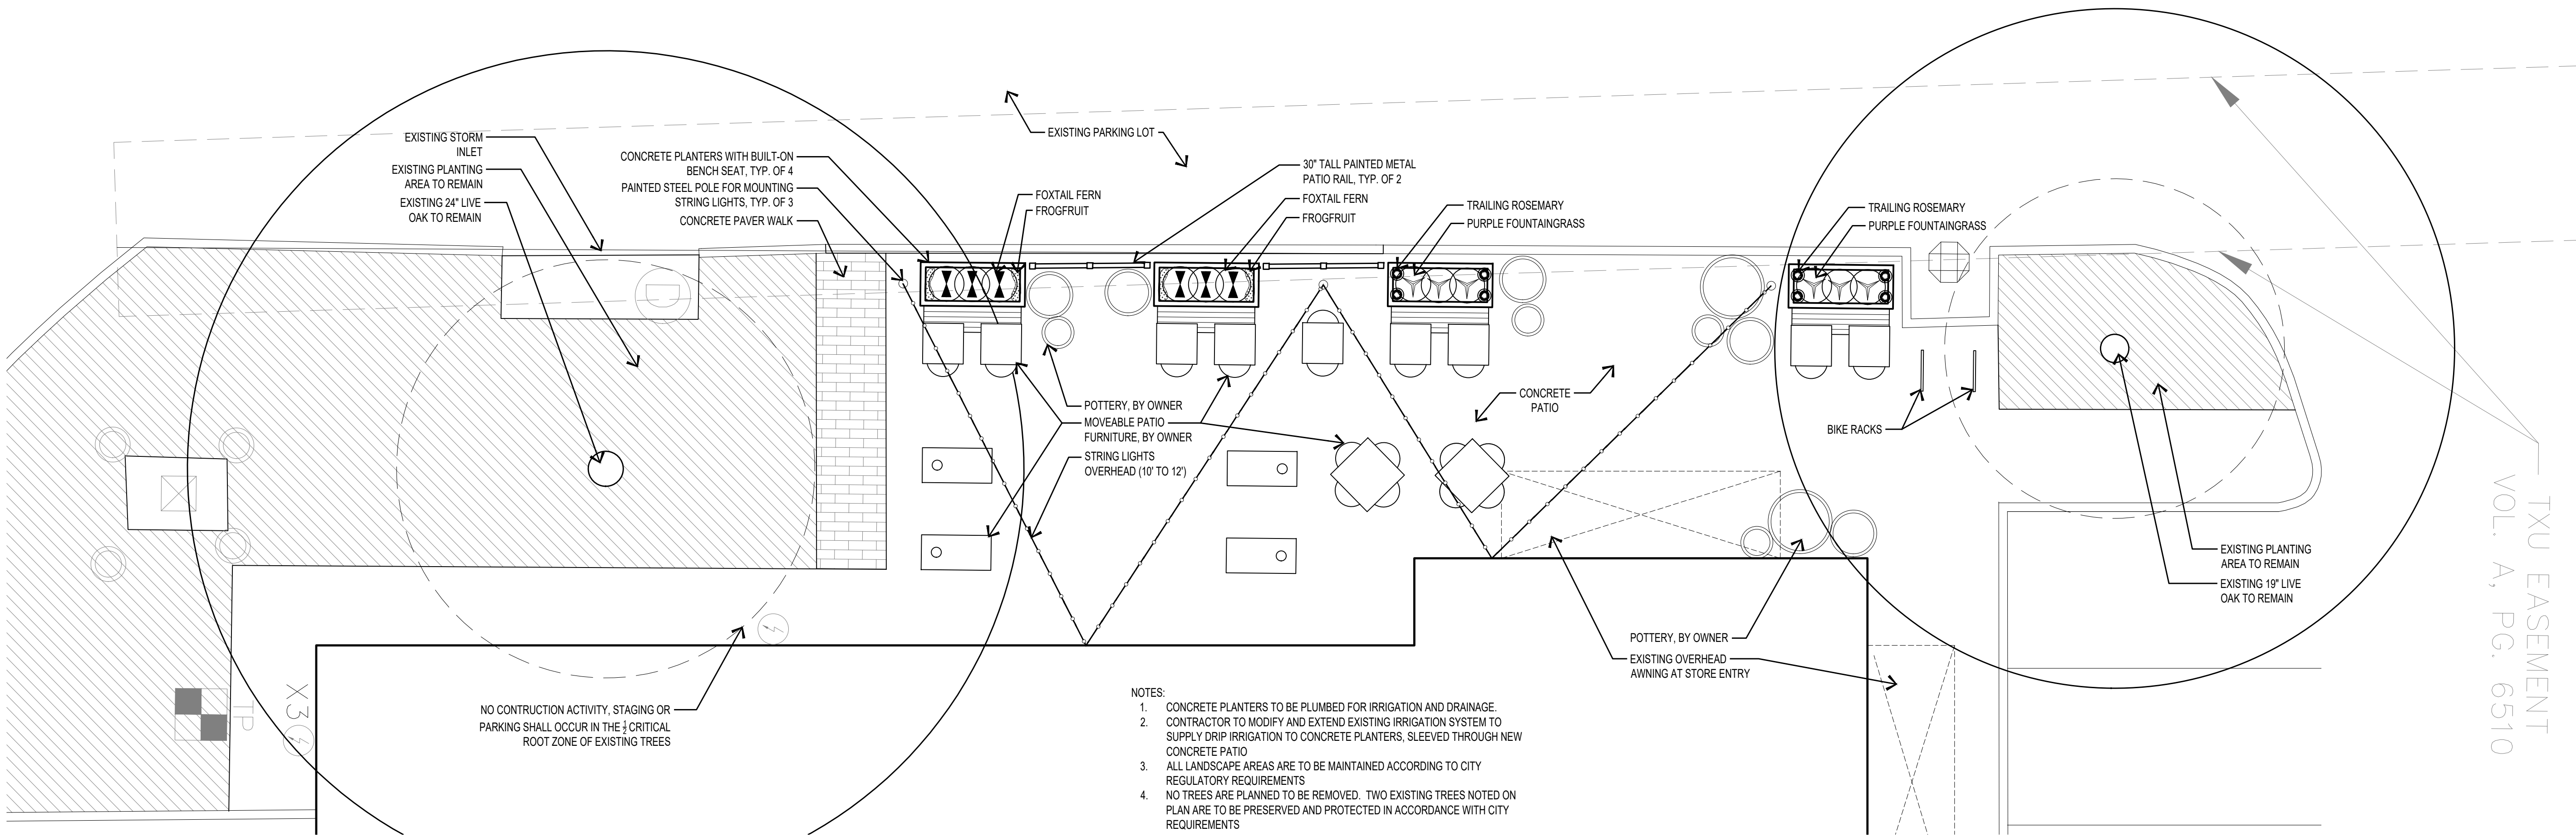 EXISTING STORM
INLET
EXISTING PLANTING
AREA TO REMAIN
EXISTING 24" LIVE
OAK TO REMAIN
CONCRETE PLANTERS WITH BUILT-ON
BENCH SEAT, TYP. OF 4
PAINTED STEEL POLE FOR MOUNTING
STRING LIGHTS, TYP. OF 3
CONCRETE PAVER WALK
EXISTING PARKING LOT
FOXTAIL FERN
FROGFRUIT
30" TALL PAINTED METAL
PATIO RAIL, TYP. OF 2
FOXTAIL FERN
FROGFRUIT
TRAILING ROSEMARY
PURPLE FOUNTAINGRASS
TRAILING ROSEMARY
PURPLE FOUNTAINGRASS
D
POTTERY, BY OWNER
MOVEABLE PATIO
FURNITURE, BY OWNER
STRING LIGHTS
OVERHEAD (10' TO 12')
CONCRETE
PATIO
BIKE RACKS
EXISTING PLANTING
AREA TO REMAIN
EXISTING 19" LIVE
OAK TO REMAIN
TXU EASEMENT
VOL. A, PG. 6510
POTTERY, BY OWNER
EXISTING OVERHEAD
AWNING AT STORE ENTRY
NO CONTRUCTION ACTIVITY, STAGING OR
PARKING SHALL OCCUR IN THE ½ CRITICAL
ROOT ZONE OF EXISTING TREES
TP
X3
NOTES:
1. CONCRETE PLANTERS TO BE PLUMBED FOR IRRIGATION AND DRAINAGE.
2. CONTRACTOR TO MODIFY AND EXTEND EXISTING IRRIGATION SYSTEM TO
SUPPLY DRIP IRRIGATION TO CONCRETE PLANTERS, SLEEVED THROUGH NEW
CONCRETE PATIO
3. ALL LANDSCAPE AREAS ARE TO BE MAINTAINED ACCORDING TO CITY
REGULATORY REQUIREMENTS
4. NO TREES ARE PLANNED TO BE REMOVED. TWO EXISTING TREES NOTED ON
PLAN ARE TO BE PRESERVED AND PROTECTED IN ACCORDANCE WITH CITY
REQUIREMENTS